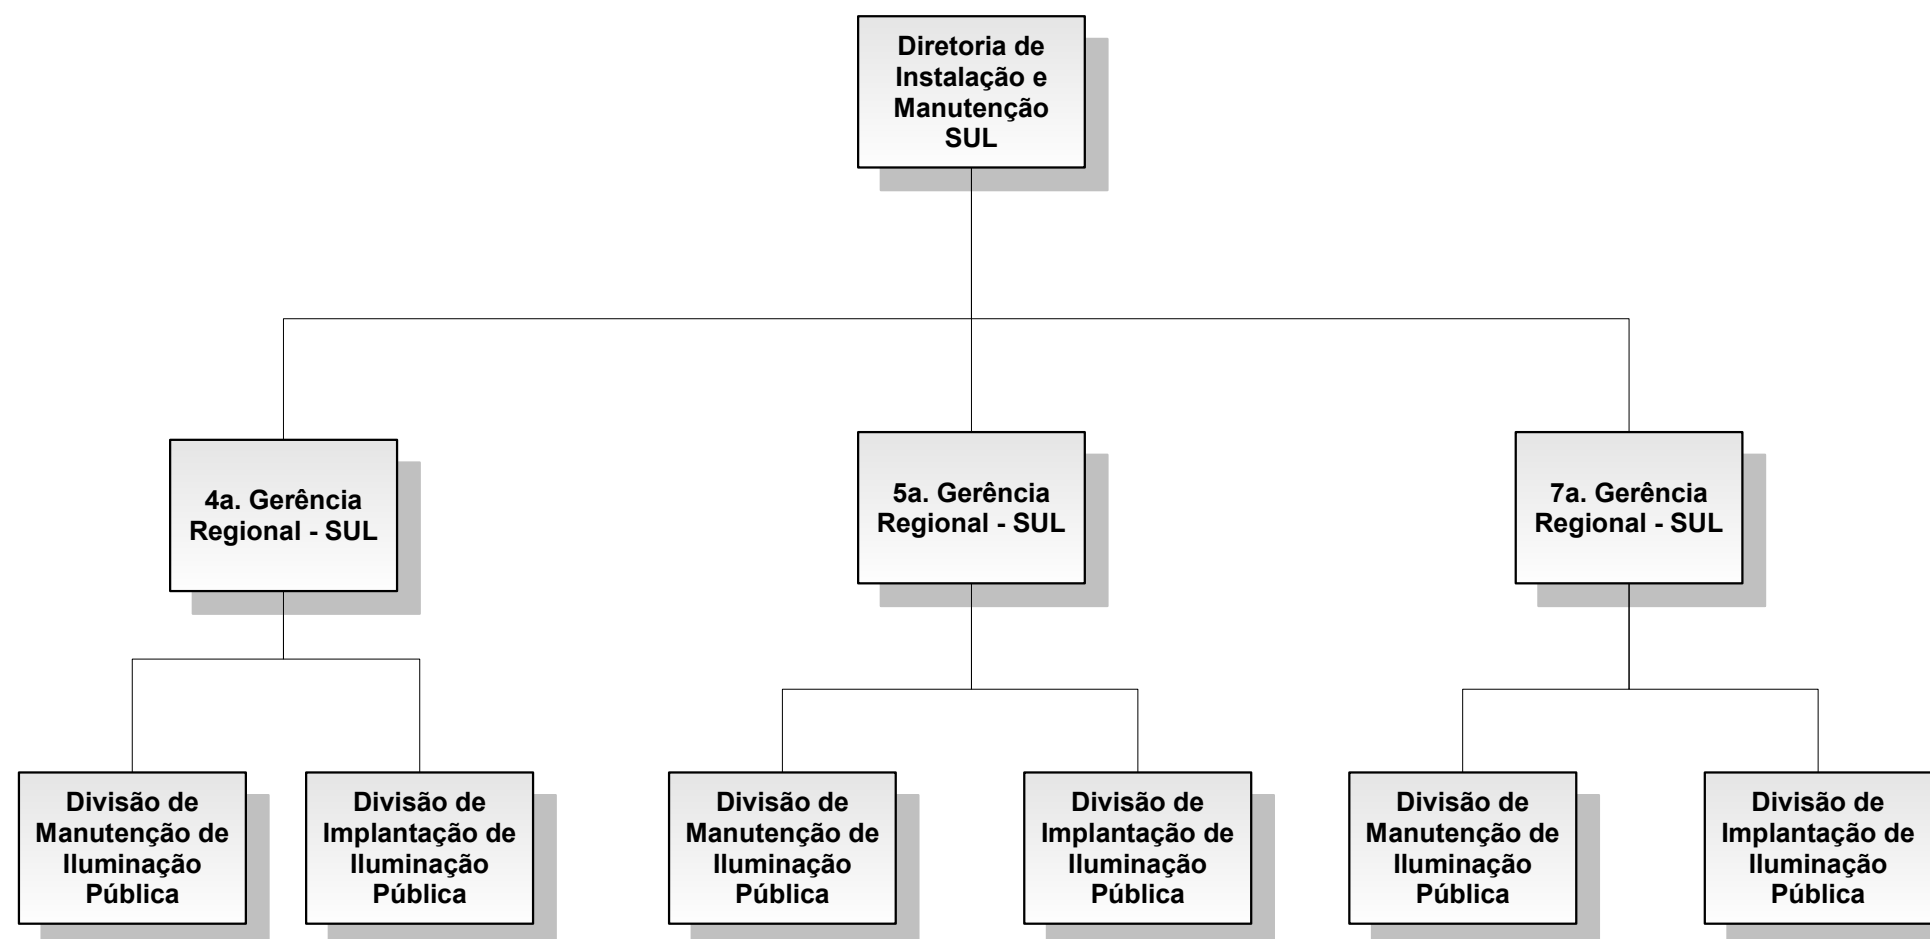 Diretoria de
Instalação e
Manutenção
SUL
4a. Gerência
Regional - SUL
5a. Gerência
Regional - SUL
7a. Gerência
Regional - SUL
Divisão de
Manutenção de
Iluminação
Pública
Divisão de
Implantação de
Iluminação
Pública
Divisão de
Manutenção de
Iluminação
Pública
Divisão de
Implantação de
Iluminação
Pública
Divisão de
Manutenção de
Iluminação
Pública
Divisão de
Implantação de
Iluminação
Pública